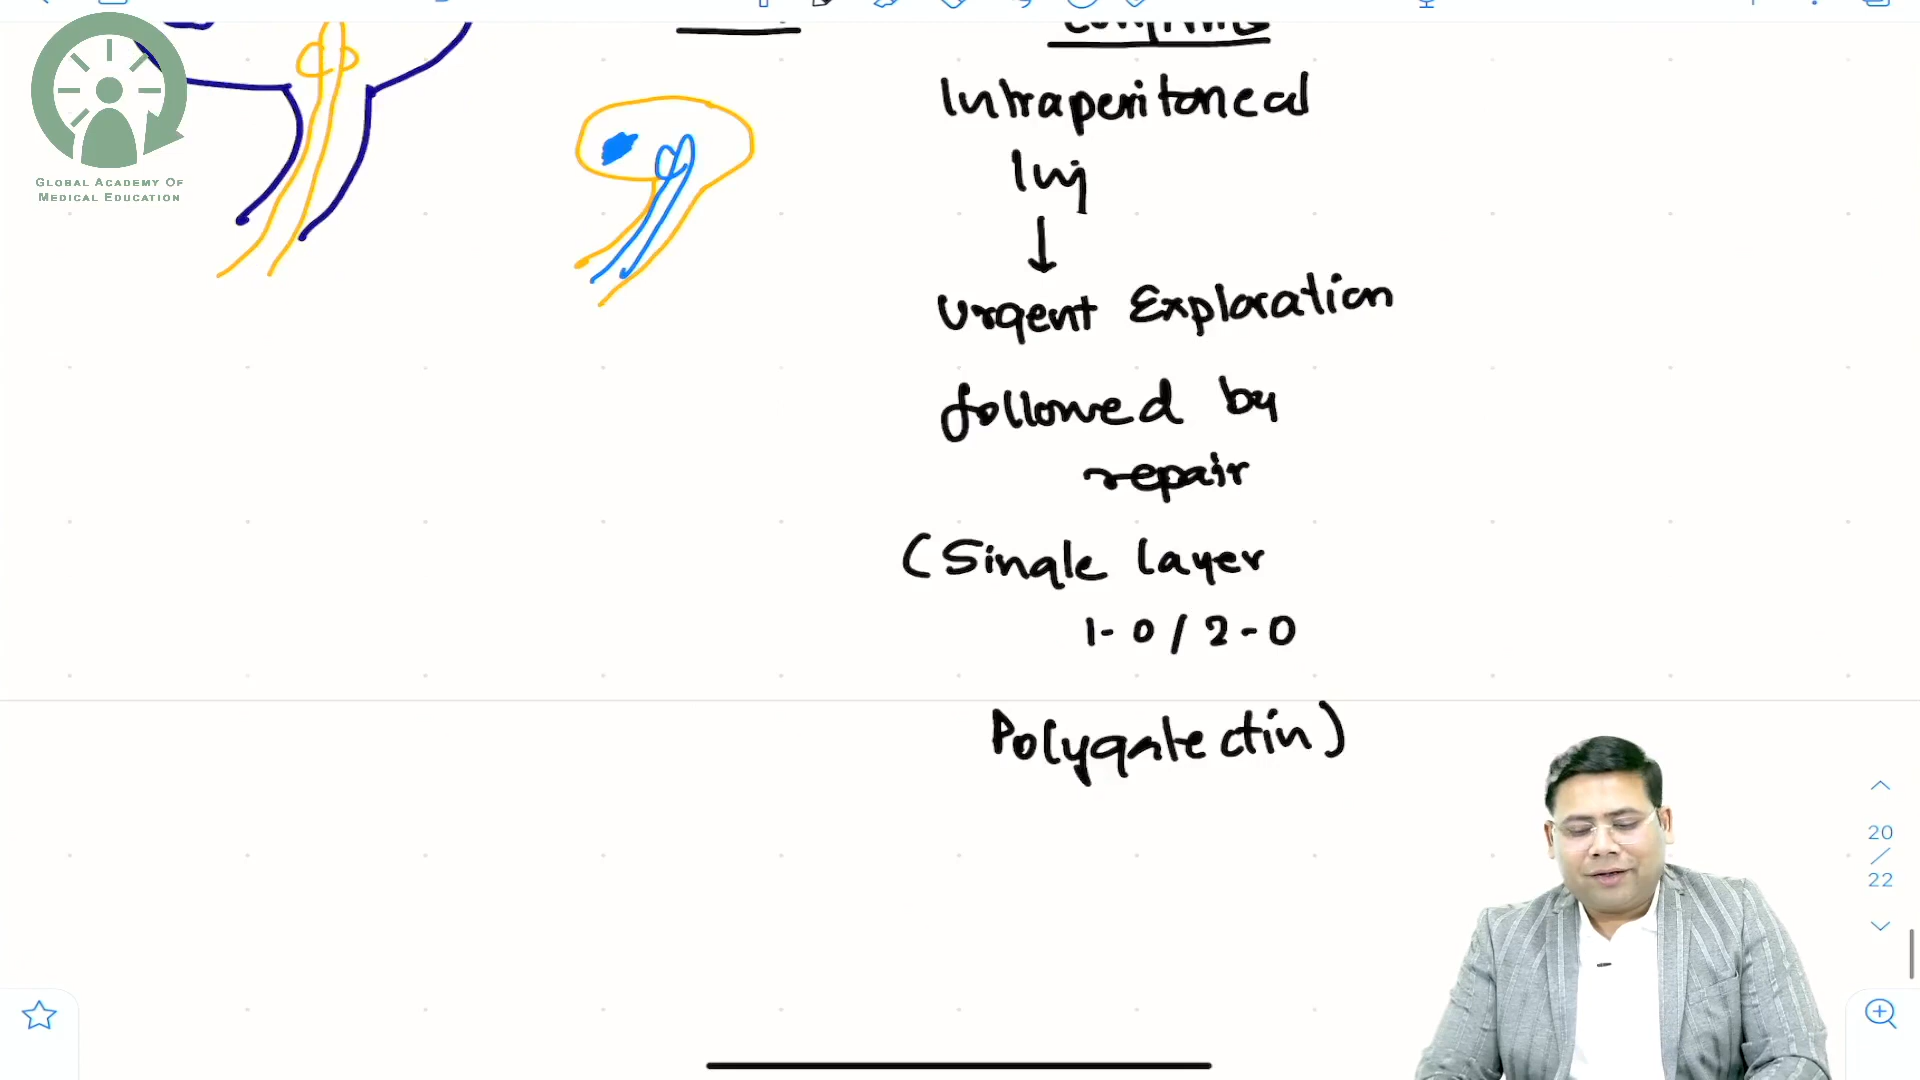 GLOBAL ACADEMY OF
MEDICAL EDUCATION
Intraperitoneal
Inj
↓
Urgent Exploration
followed by
repair
(Single layer
1-0/2-0
Polygalectin)
20
/
22